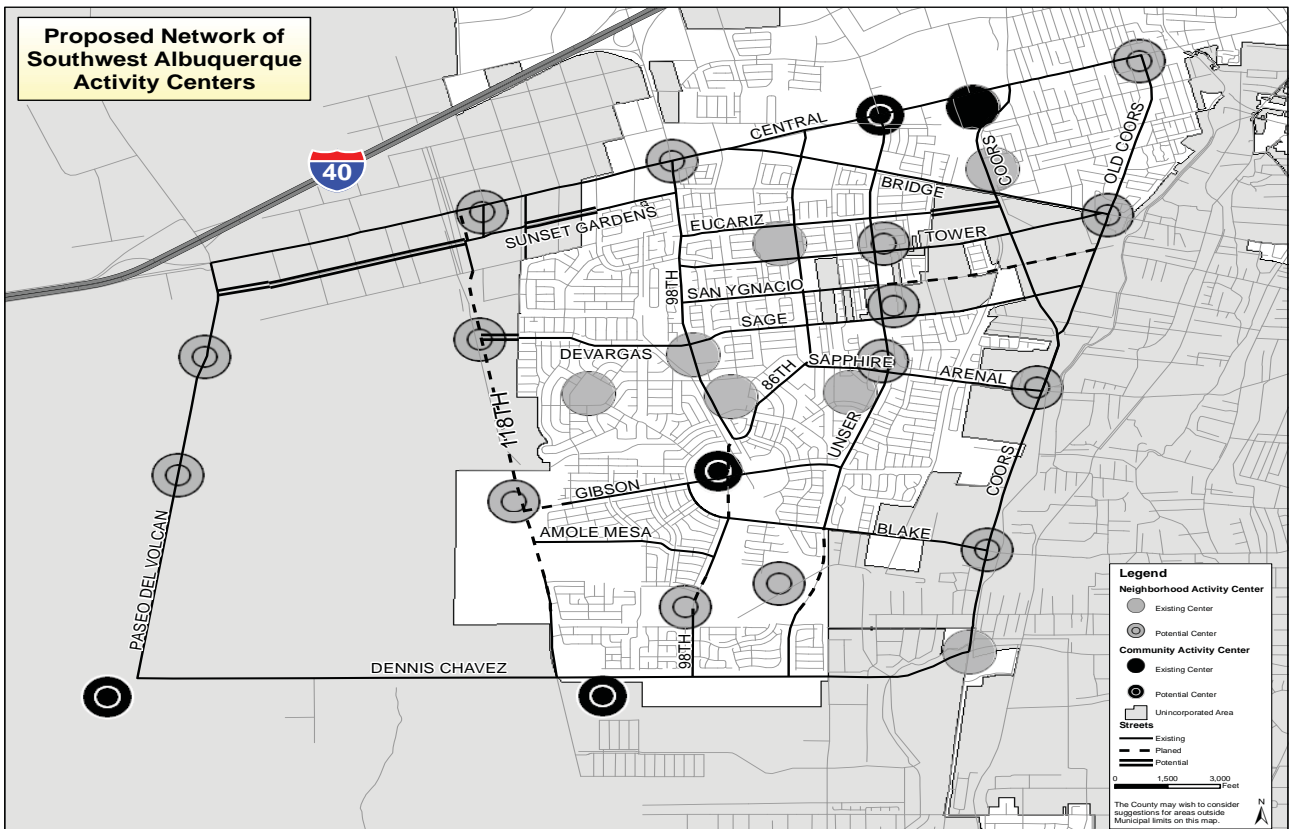 Proposed Network of
Southwest Albuquerque
Activity Centers
40
CENTRAL
COORS
OLD COORS
BRIDGE
SUNSET GARDENS
EUCARIZ
TOWER
98TH
SAN YGNACIO
SAGE
DEVARGAS
SAPPHIRE
86TH
ARENAL
118TH
UNSER
COORS
GIBSON
AMOLE MESA
BLAKE
PASEO DEL VOLCAN
98TH
DENNIS CHAVEZ
Legend
Neighborhood Activity Center
Existing Center
Potential Center
Community Activity Center
Existing Center
Potential Center
Unincorporated Area
Streets
Existing
Planed
Potential
0 1,500 3,000
Feet
The County may wish to consider
suggestions for areas outside
Municipal limits on this map.
N